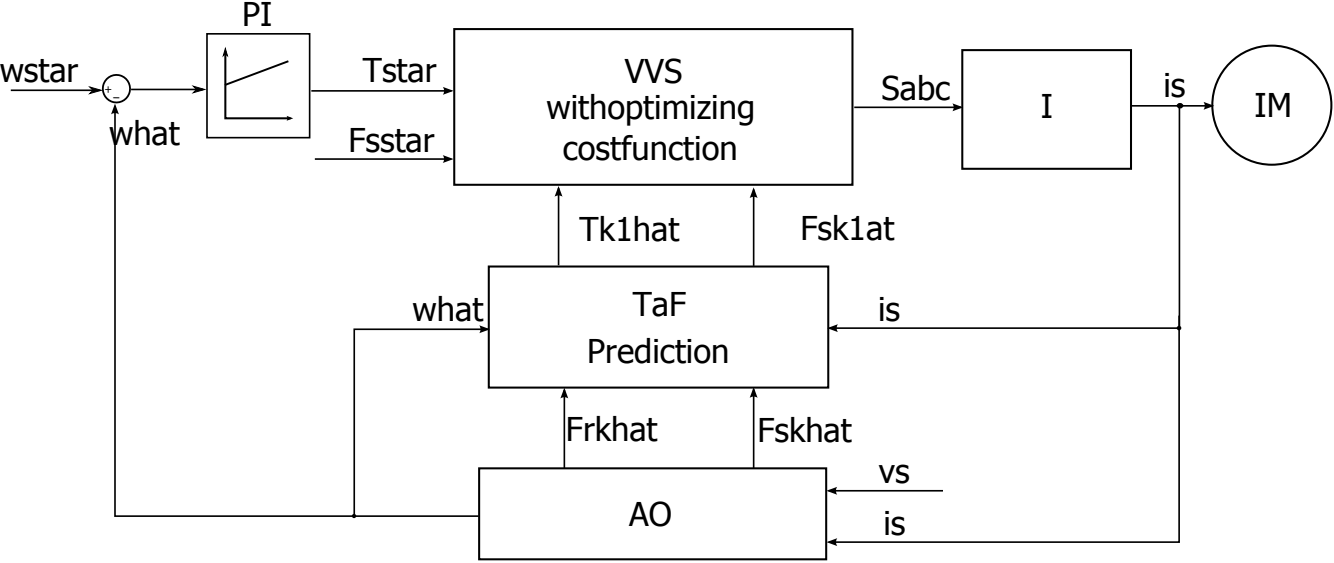 PI
wstar
+
−
what
Tstar
Fsstar
VVS
withoptimizing
costfunction
Sabc
I
is
IM
Tk1hat
Fsk1at
what
TaF
Prediction
is
Frkhat
Fskhat
AO
vs
is